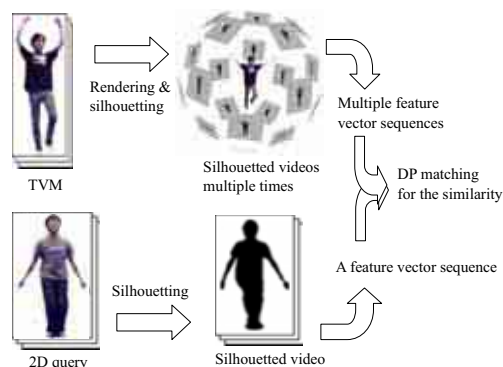 Rendering &
silhouetting
TVM
Silhouetted videos
multiple times
Multiple feature
vector sequences
DP matching
for the similarity
2D query
Silhouetting
Silhouetted video
A feature vector sequence